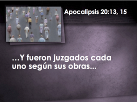 Apocalipsis 20:13, 15
...Y fueron juzgados cada
uno según sus obras...